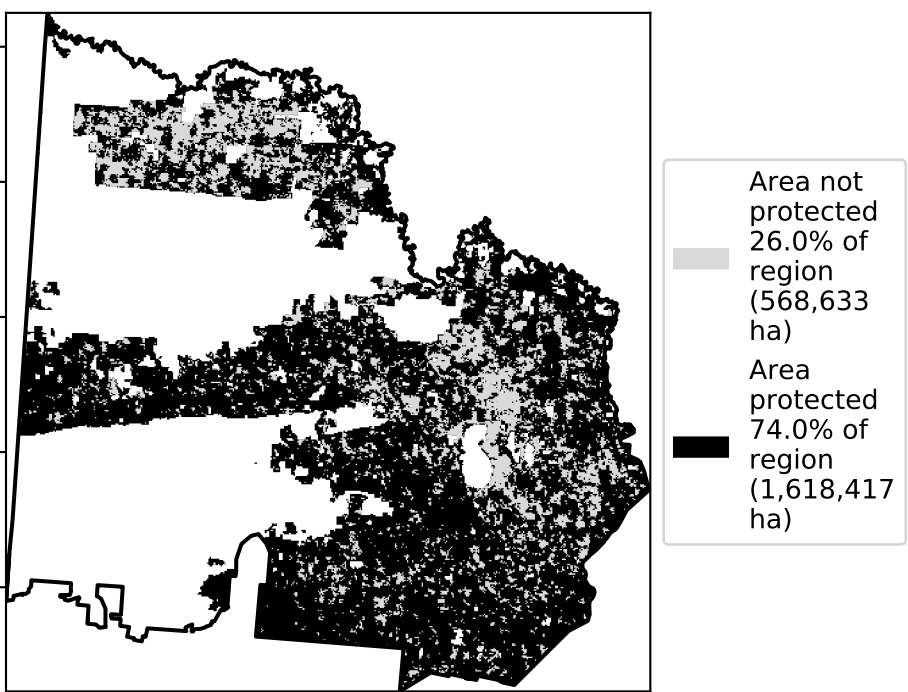 Area not
protected
26.0% of
region
(568,633
ha)
Area
protected
74.0% of
region
(1,618,417
ha)